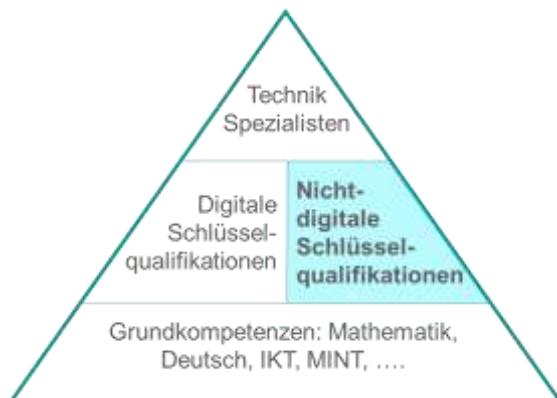 Technik
Spezialisten
Digitale
Schlüssel-
qualifikationen
Nicht-
digitale
Schlüssel-
qualifikationen
Grundkompetenzen: Mathematik,
Deutsch, IKT, MINT, ....